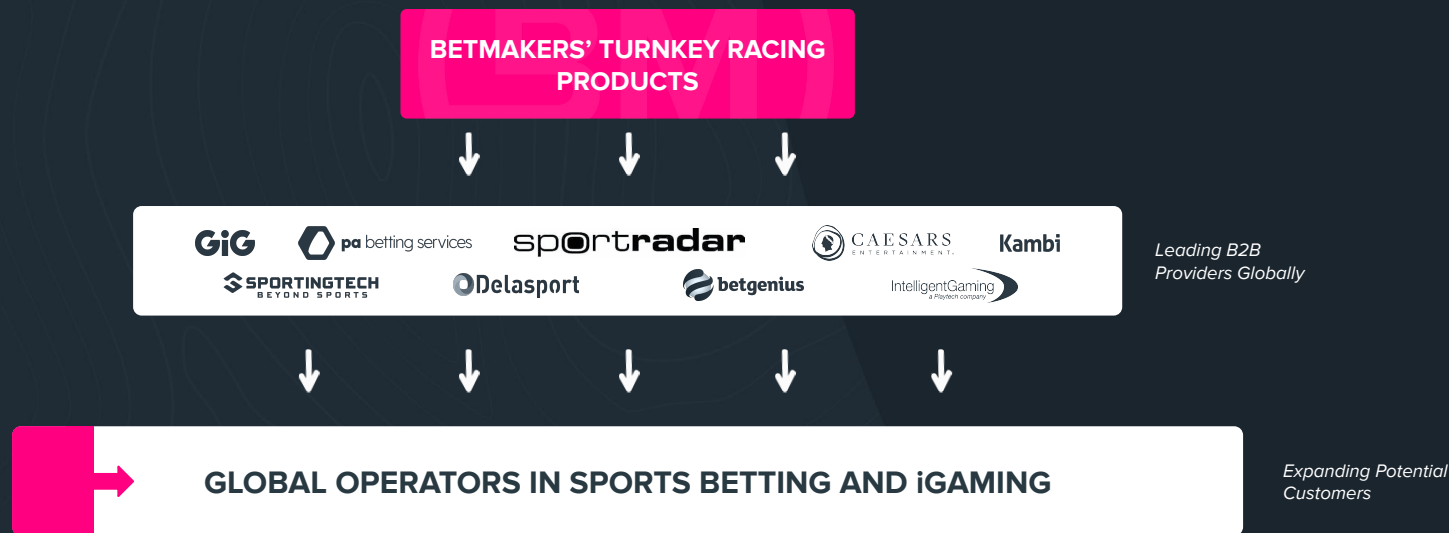 BETMAKERS' TURNKEY RACING
PRODUCTS
GiG
pa betting services
sportradar
CAESARS
ENTERTAINMENT.
Kambi
SPORTINGTECH
BEYOND SPORTS
Delasport
betgenius
IntelligentGaming
a Playtech company
Leading B2B
Providers Globally
GLOBAL OPERATORS IN SPORTS BETTING AND iGAMING
Expanding Potential
Customers